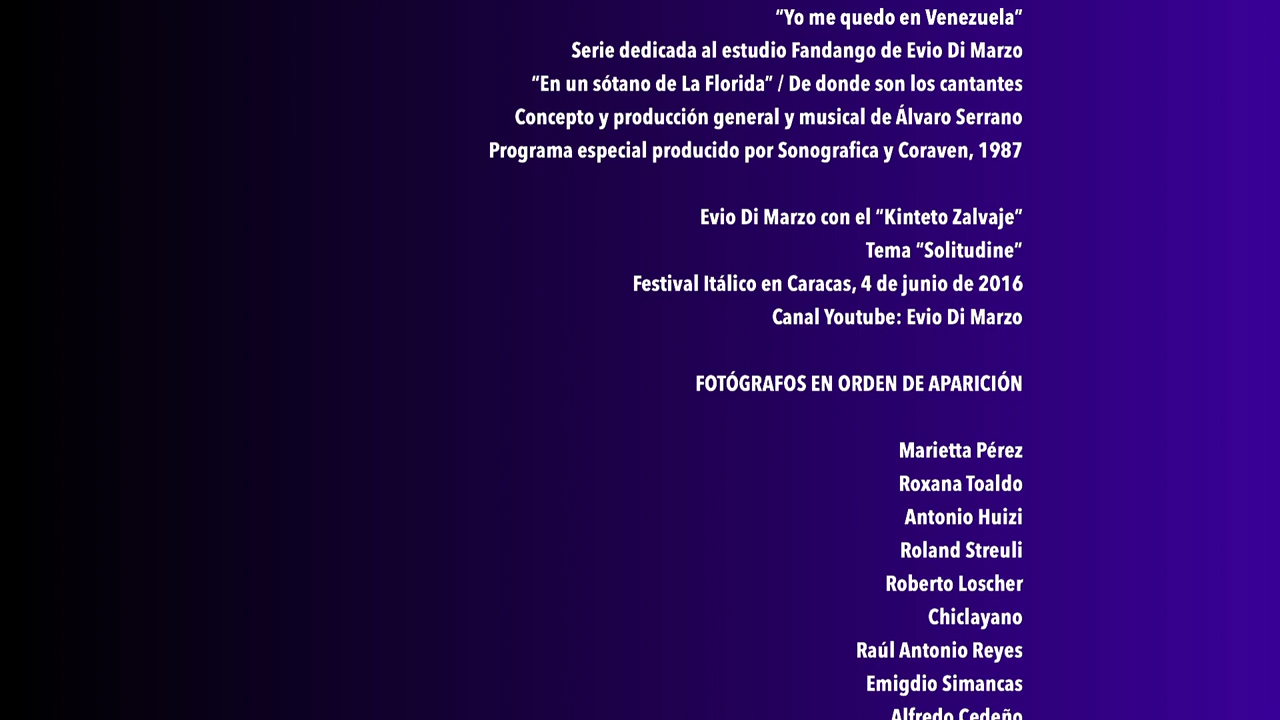 “Yo me quedo en Venezuela”
Serie dedicada al estudio Fandango de Evio Di Marzo
“En un sótano de La Florida” / De donde son los cantantes
Concepto y producción general y musical de Álvaro Serrano
Programa especial producido por Sonografica y Coraven, 1987
Evio Di Marzo con el “Kinteto Zalvaje”
Tema “Solitudine”
Festival Itálico en Caracas, 4 de junio de 2016
Canal Youtube: Evio Di Marzo
FOTÓGRAFOS EN ORDEN DE APARICIÓN
Marietta Pérez
Roxana Toaldo
Antonio Huizi
Roland Streuli
Roberto Loscher
Chiclayano
Raúl Antonio Reyes
Emigdio Simancas
Alfredo Cedeño